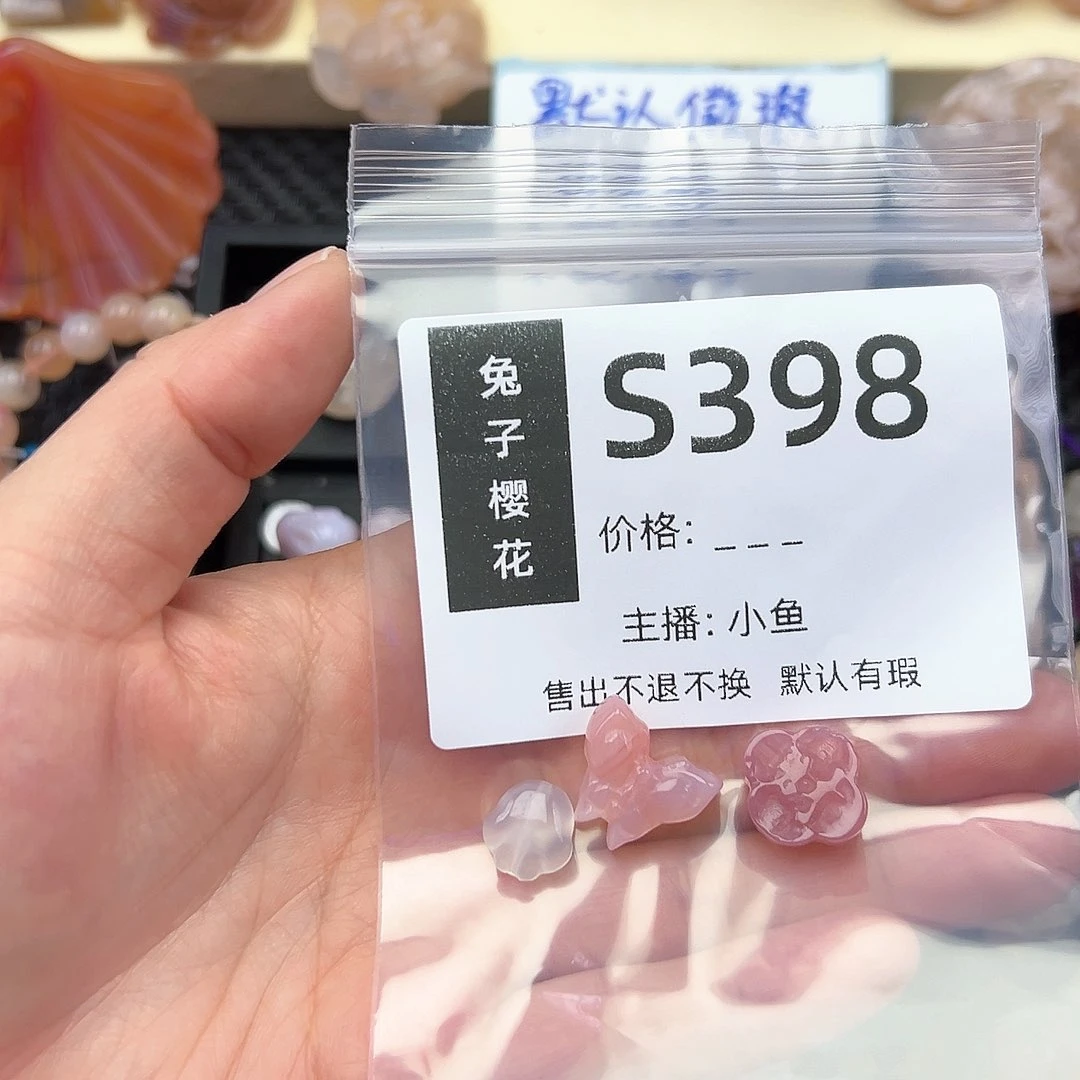 默认微瑕
兔子樱花
S398
价格: _ _ _
主播: 小鱼
售出不退不换 默认有瑕